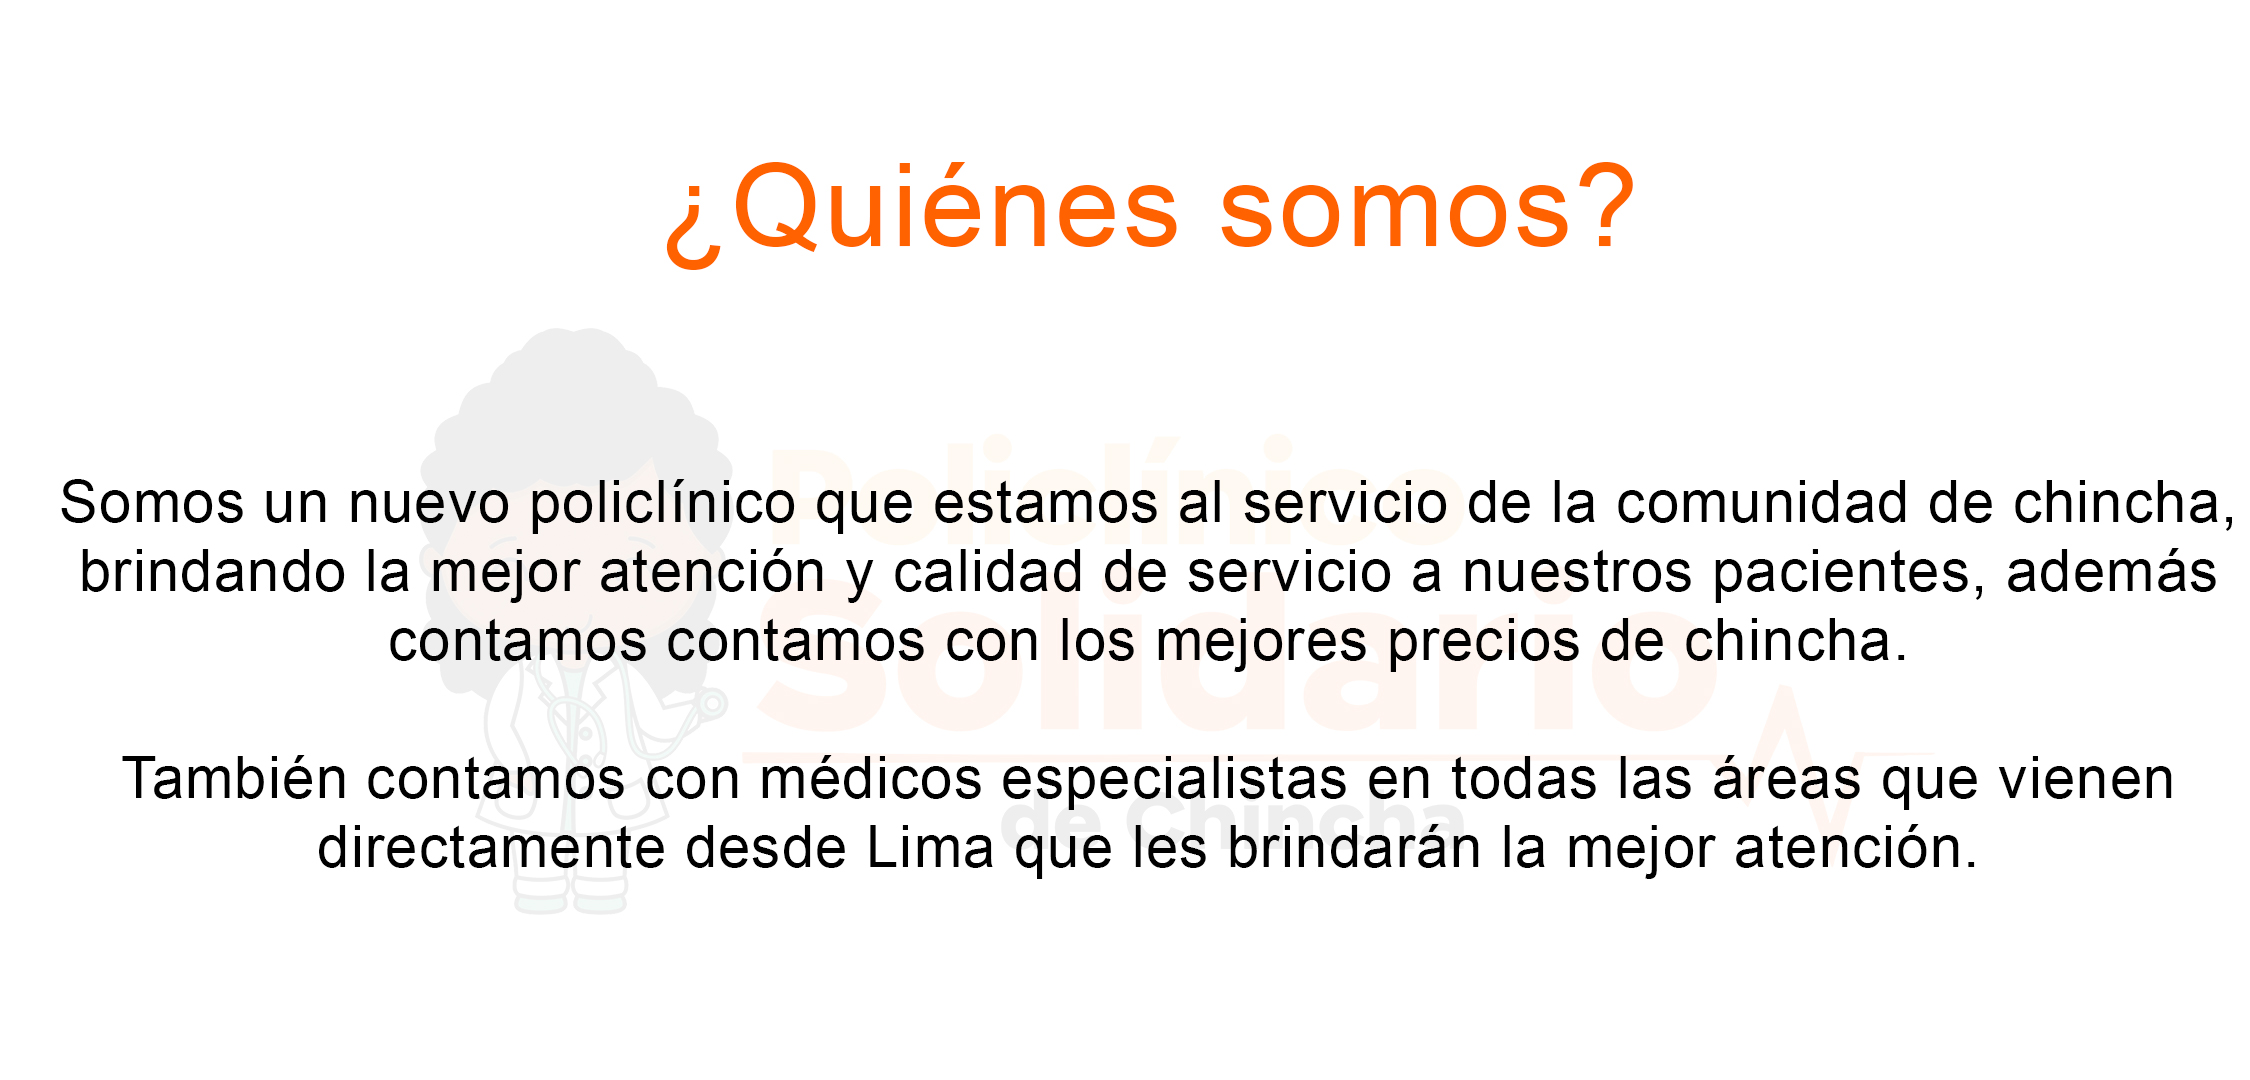 ¿Quiénes somos?
Policlínico
Somos un nuevo policlínico que estamos al servicio de la comunidad de chincha,
brindando la mejor atención y calidad de servicio a nuestros pacientes, además
Solidario
contamos contamos con los mejores precios de chincha.
También contamos con médicos especialistas en todas las áreas que vienen
de Chincha
directamente desde Lima que les brindarán la mejor atención.